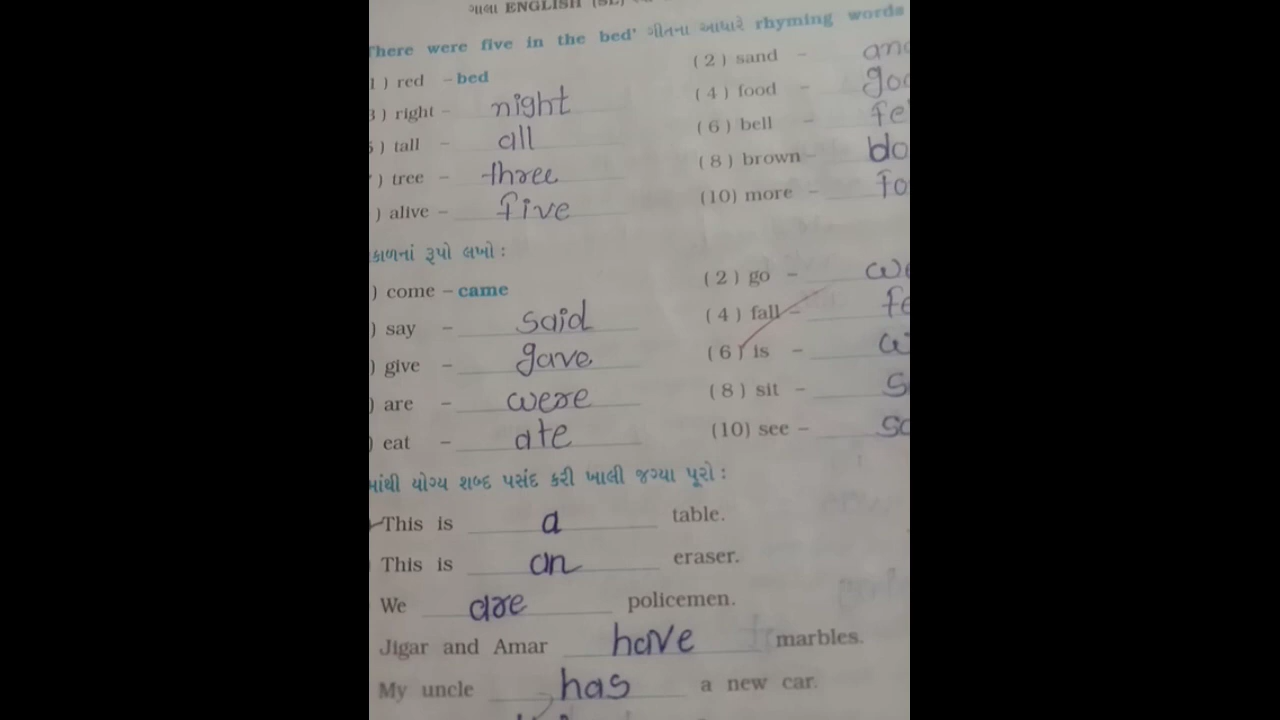 ગાલા ENGLISH
There were five in the bed' ગીતના આધારે rhyming words
1 ) red - bed (2) sand -
3 ) right - night (4) food -
5 ) tall - all (6) bell -
) tree - three (8) brown -
) alive - five (10) more -
કાળનાં રૂપો લખો :
) come - came (2) go -
) say - said (4) fall -
) give - gave (6) is -
) are - were (8) sit -
) eat - ate (10) see -
માંથી યોગ્ય શબ્દ પસંદ કરી ખાલી જગ્યા પૂરો :
This is a table.
This is an eraser.
We are policemen.
Jigar and Amar have marbles.
My uncle has a new car.